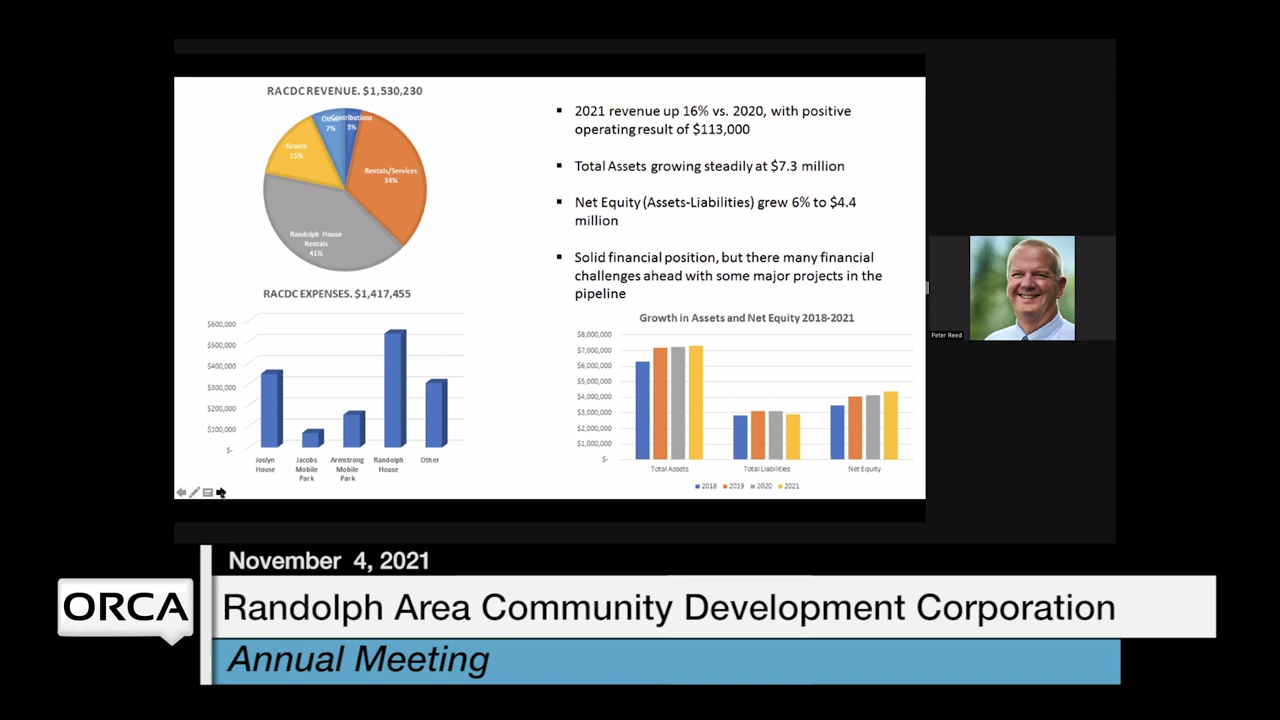 RACDC REVENUE. $1,530,230
Other
7%
Contributions
3%
Grants
15%
Rentals/Services
34%
Randolph House
Rentals
41%
RACDC EXPENSES. $1,417,455
$600,000
$500,000
$400,000
$300,000
$200,000
$100,000
$-
Joslyn
House
Jacobs
Mobile
Park
Armstrong
Mobile
Park
Randolph
House
Other
▪ 2021 revenue up 16% vs. 2020, with positive
operating result of $113,000
▪ Total Assets growing steadily at $7.3 million
▪ Net Equity (Assets-Liabilities) grew 6% to $4.4
million
▪ Solid financial position, but there many financial
challenges ahead with some major projects in the
pipeline
Growth in Assets and Net Equity 2018-2021
$8,000,000
$7,000,000
$6,000,000
$5,000,000
$4,000,000
$3,000,000
$2,000,000
$1,000,000
$-
Total Assets
Total Liabilities
Net Equity
2018 2019 2020 2021
Peter Reed
November 4, 2021
ORCA
Randolph Area Community Development Corporation
Annual Meeting